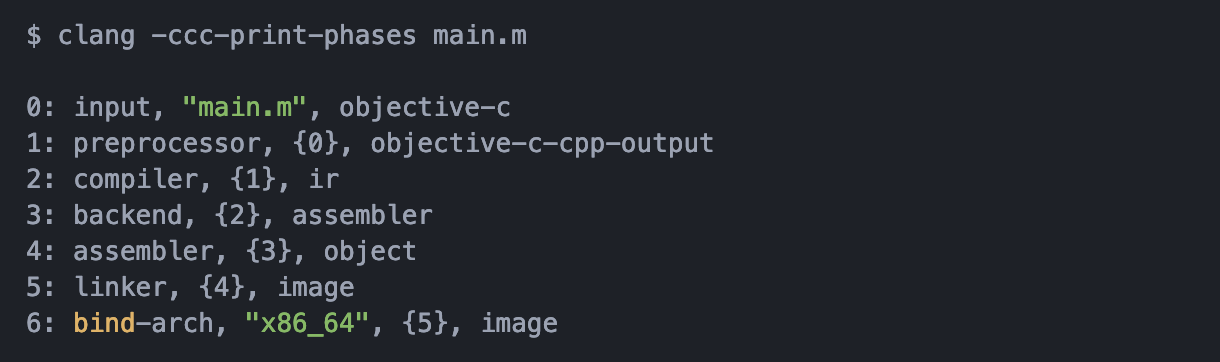 $ clang -ccc-print-phases main.m
0: input, "main.m", objective-c
1: preprocessor, {0}, objective-c-cpp-output
2: compiler, {1}, ir
3: backend, {2}, assembler
4: assembler, {3}, object
5: linker, {4}, image
6: bind-arch, "x86_64", {5}, image